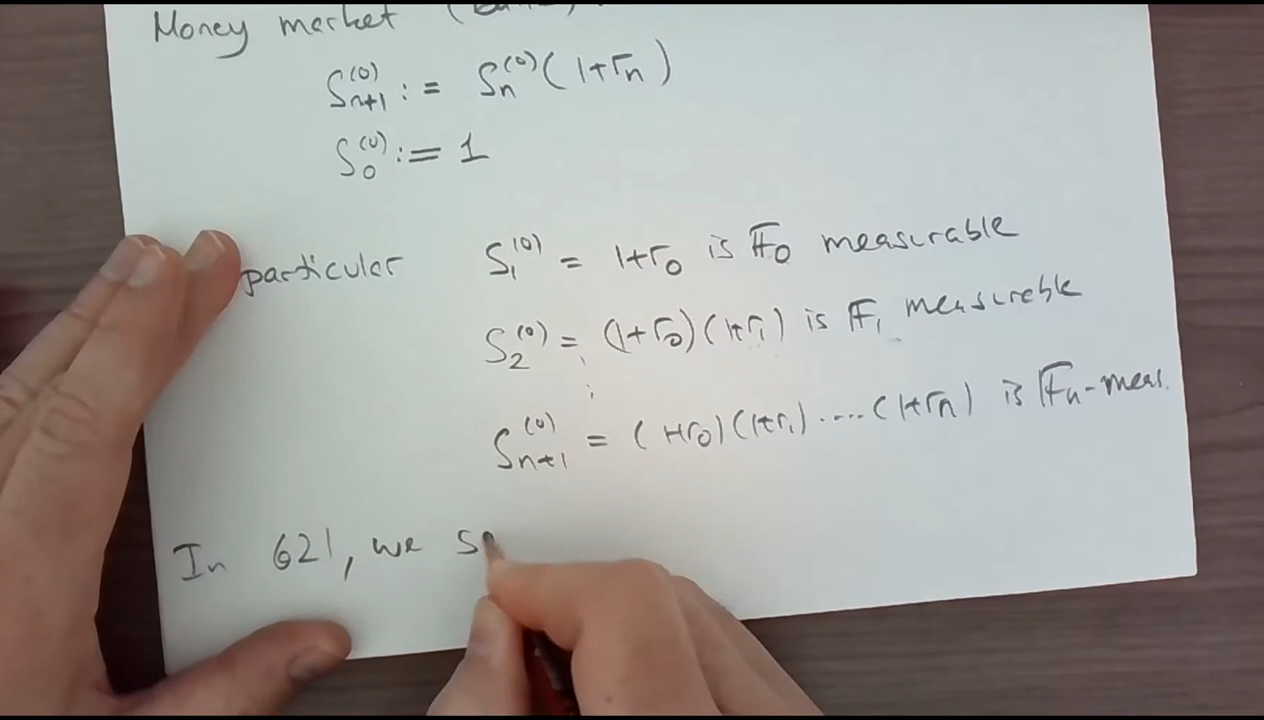 Money market
S_{n+1}^{(0)} := S_n^{(0)} (1+r_n)
S_0^{(0)} := 1
particular S_1^{(0)} = 1+r_0 is F_0 measurable
S_2^{(0)} = (1+r_0)(1+r_1) is F_1 measurable
⋮
S_{n+1}^{(0)} = (1+r_0)(1+r_1) .... (1+r_n) is F_n-meas.
In 621, we